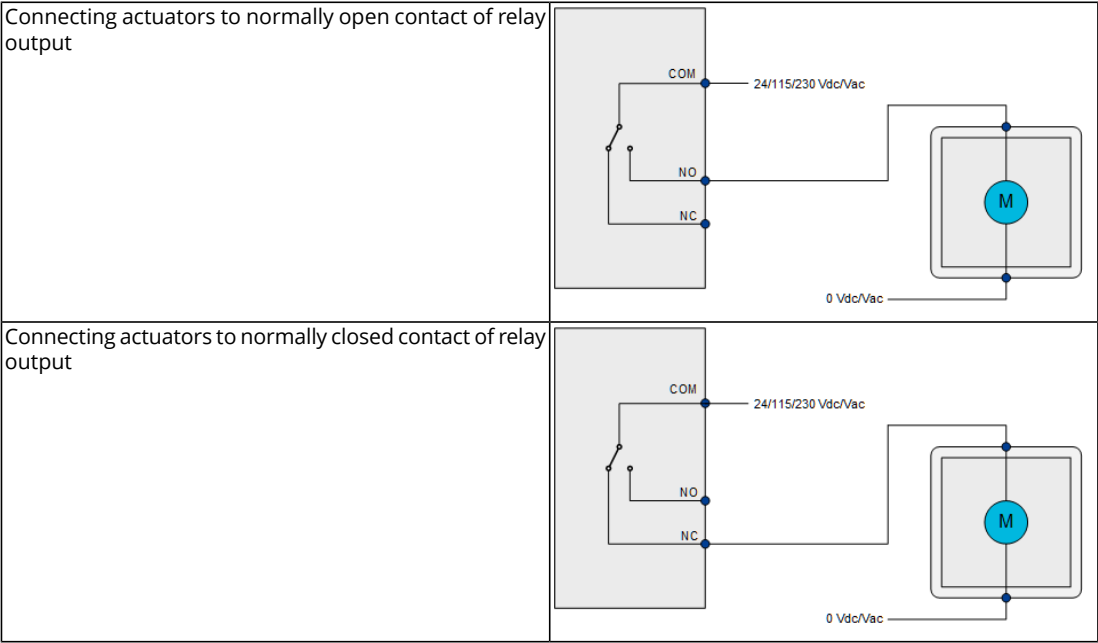 Connecting actuators to normally open contact of relay
output
COM
24/115/230 Vdc/Vac
NO
M
NC
0 Vdc/Vac
Connecting actuators to normally closed contact of relay
output
COM
24/115/230 Vdc/Vac
NO
M
NC
0 Vdc/Vac